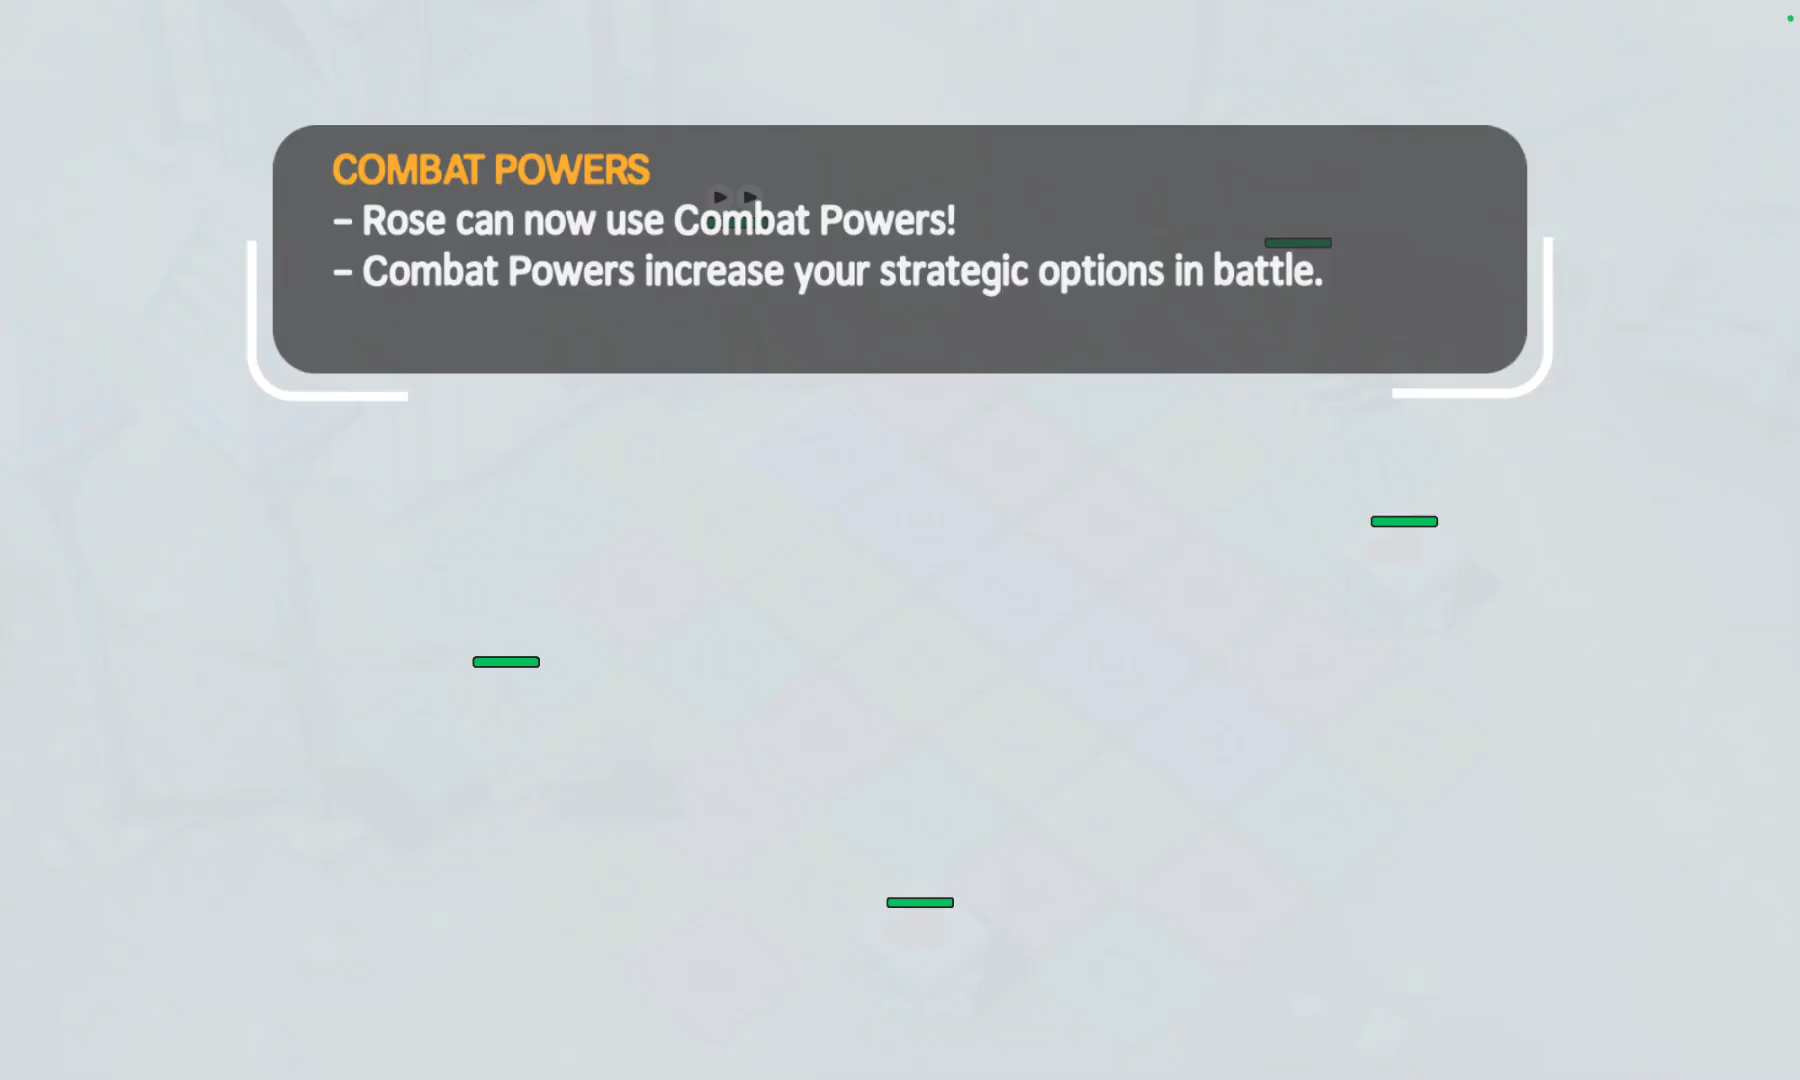 COMBAT POWERS
– Rose can now use Combat Powers!
– Combat Powers increase your strategic options in battle.